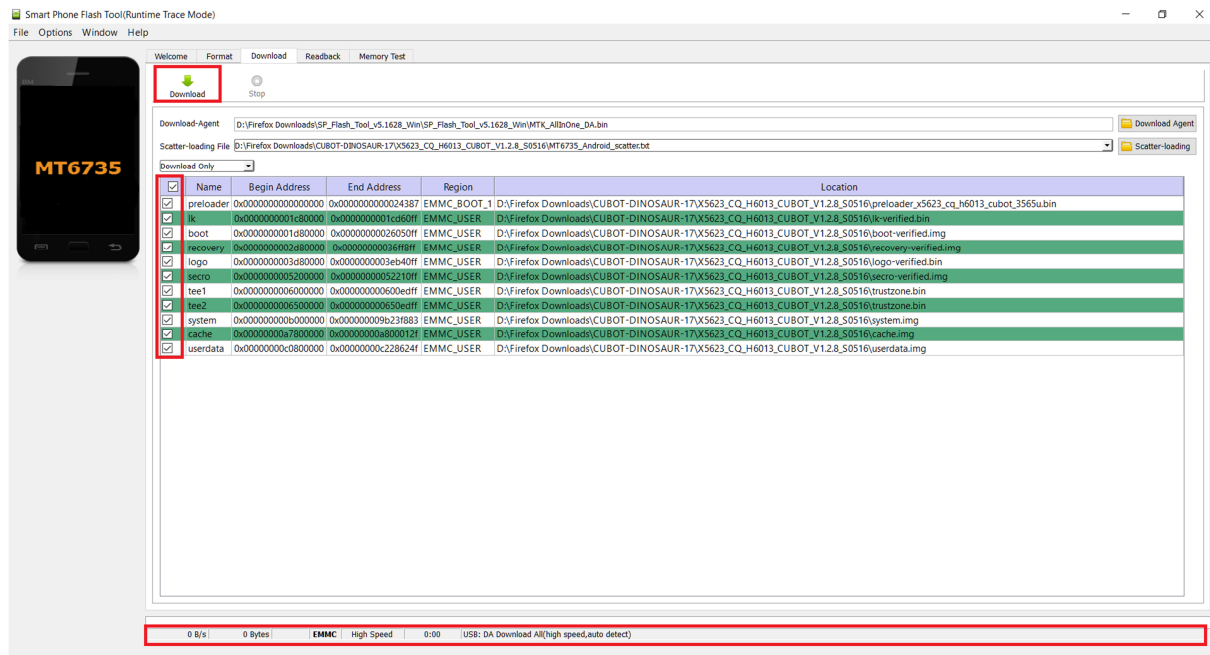 Smart Phone Flash Tool(Runtime Trace Mode)
File Options Window Help
Welcome Format Download Readback Memory Test
Download Stop
Download-Agent D:\Firefox Downloads\SP_Flash_Tool_v5.1628_Win\SP_Flash_Tool_v5.1628_Win\MTK_AllInOne_DA.bin Download Agent
Scatter-loading File D:\Firefox Downloads\CUBOT-DINOSAUR-17\X5623_CQ_H6013_CUBOT_V1.2.8_S0516\MT6735_Android_scatter.txt Scatter-loading
Download Only
MT6735
Name Begin Address End Address Region Location
preloader 0x0000000000000000 0x0000000000024387 EMMC_BOOT_1 D:\Firefox Downloads\CUBOT-DINOSAUR-17\X5623_CQ_H6013_CUBOT_V1.2.8_S0516\preloader_x5623_cq_h6013_cubot_3565u.bin
lk 0x0000000001c80000 0x0000000001cd60ff EMMC_USER D:\Firefox Downloads\CUBOT-DINOSAUR-17\X5623_CQ_H6013_CUBOT_V1.2.8_S0516\lk-verified.bin
boot 0x0000000001d80000 0x00000000026050ff EMMC_USER D:\Firefox Downloads\CUBOT-DINOSAUR-17\X5623_CQ_H6013_CUBOT_V1.2.8_S0516\boot-verified.img
recovery 0x0000000002d80000 0x00000000036ff8ff EMMC_USER D:\Firefox Downloads\CUBOT-DINOSAUR-17\X5623_CQ_H6013_CUBOT_V1.2.8_S0516\recovery-verified.img
logo 0x0000000003d80000 0x0000000003eb40ff EMMC_USER D:\Firefox Downloads\CUBOT-DINOSAUR-17\X5623_CQ_H6013_CUBOT_V1.2.8_S0516\logo-verified.bin
secro 0x0000000005200000 0x00000000052210ff EMMC_USER D:\Firefox Downloads\CUBOT-DINOSAUR-17\X5623_CQ_H6013_CUBOT_V1.2.8_S0516\secro-verified.img
tee1 0x0000000006000000 0x000000000600edff EMMC_USER D:\Firefox Downloads\CUBOT-DINOSAUR-17\X5623_CQ_H6013_CUBOT_V1.2.8_S0516\trustzone.bin
tee2 0x0000000006500000 0x000000000650edff EMMC_USER D:\Firefox Downloads\CUBOT-DINOSAUR-17\X5623_CQ_H6013_CUBOT_V1.2.8_S0516\trustzone.bin
system 0x000000000b000000 0x000000009b23f883 EMMC_USER D:\Firefox Downloads\CUBOT-DINOSAUR-17\X5623_CQ_H6013_CUBOT_V1.2.8_S0516\system.img
cache 0x00000000a7800000 0x00000000a800012f EMMC_USER D:\Firefox Downloads\CUBOT-DINOSAUR-17\X5623_CQ_H6013_CUBOT_V1.2.8_S0516\cache.img
userdata 0x00000000c0800000 0x00000000c228624f EMMC_USER D:\Firefox Downloads\CUBOT-DINOSAUR-17\X5623_CQ_H6013_CUBOT_V1.2.8_S0516\userdata.img
0 B/s 0 Bytes EMMC High Speed 0:00 USB: DA Download All(high speed,auto detect)